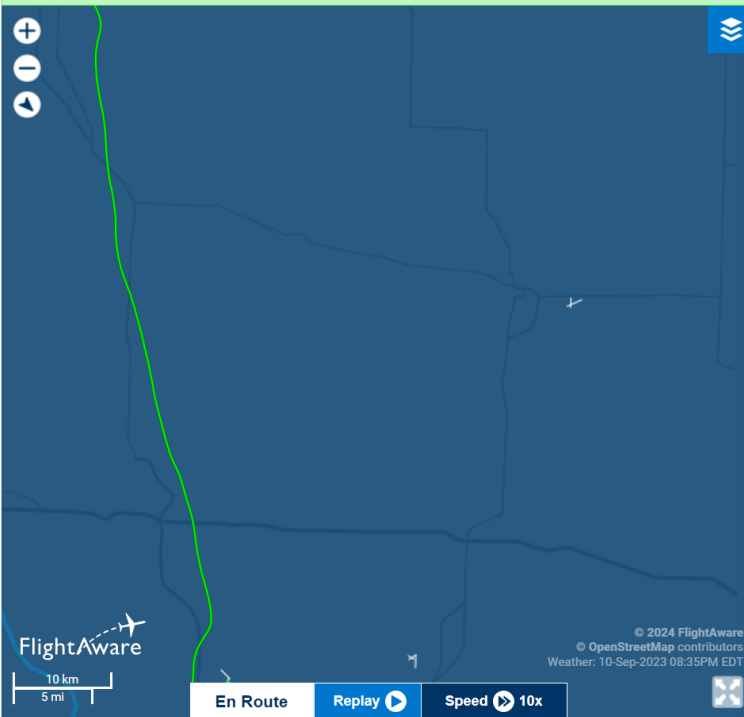 © 2024 FlightAware
© OpenStreetMap contributors
Weather: 10-Sep-2023 08:35PM EDT
FlightAware
10 km
5 mi
En Route
Replay
Speed 10x